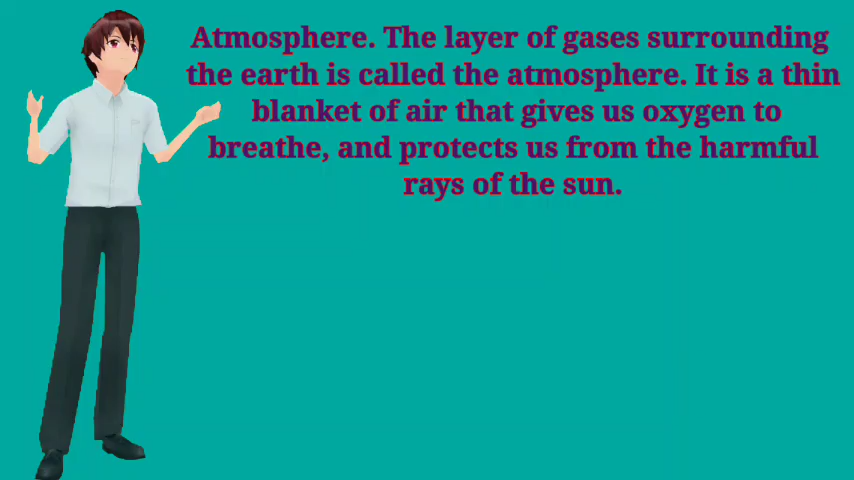 Atmosphere. The layer of gases surrounding
the earth is called the atmosphere. It is a thin
blanket of air that gives us oxygen to
breathe, and protects us from the harmful
rays of the sun.